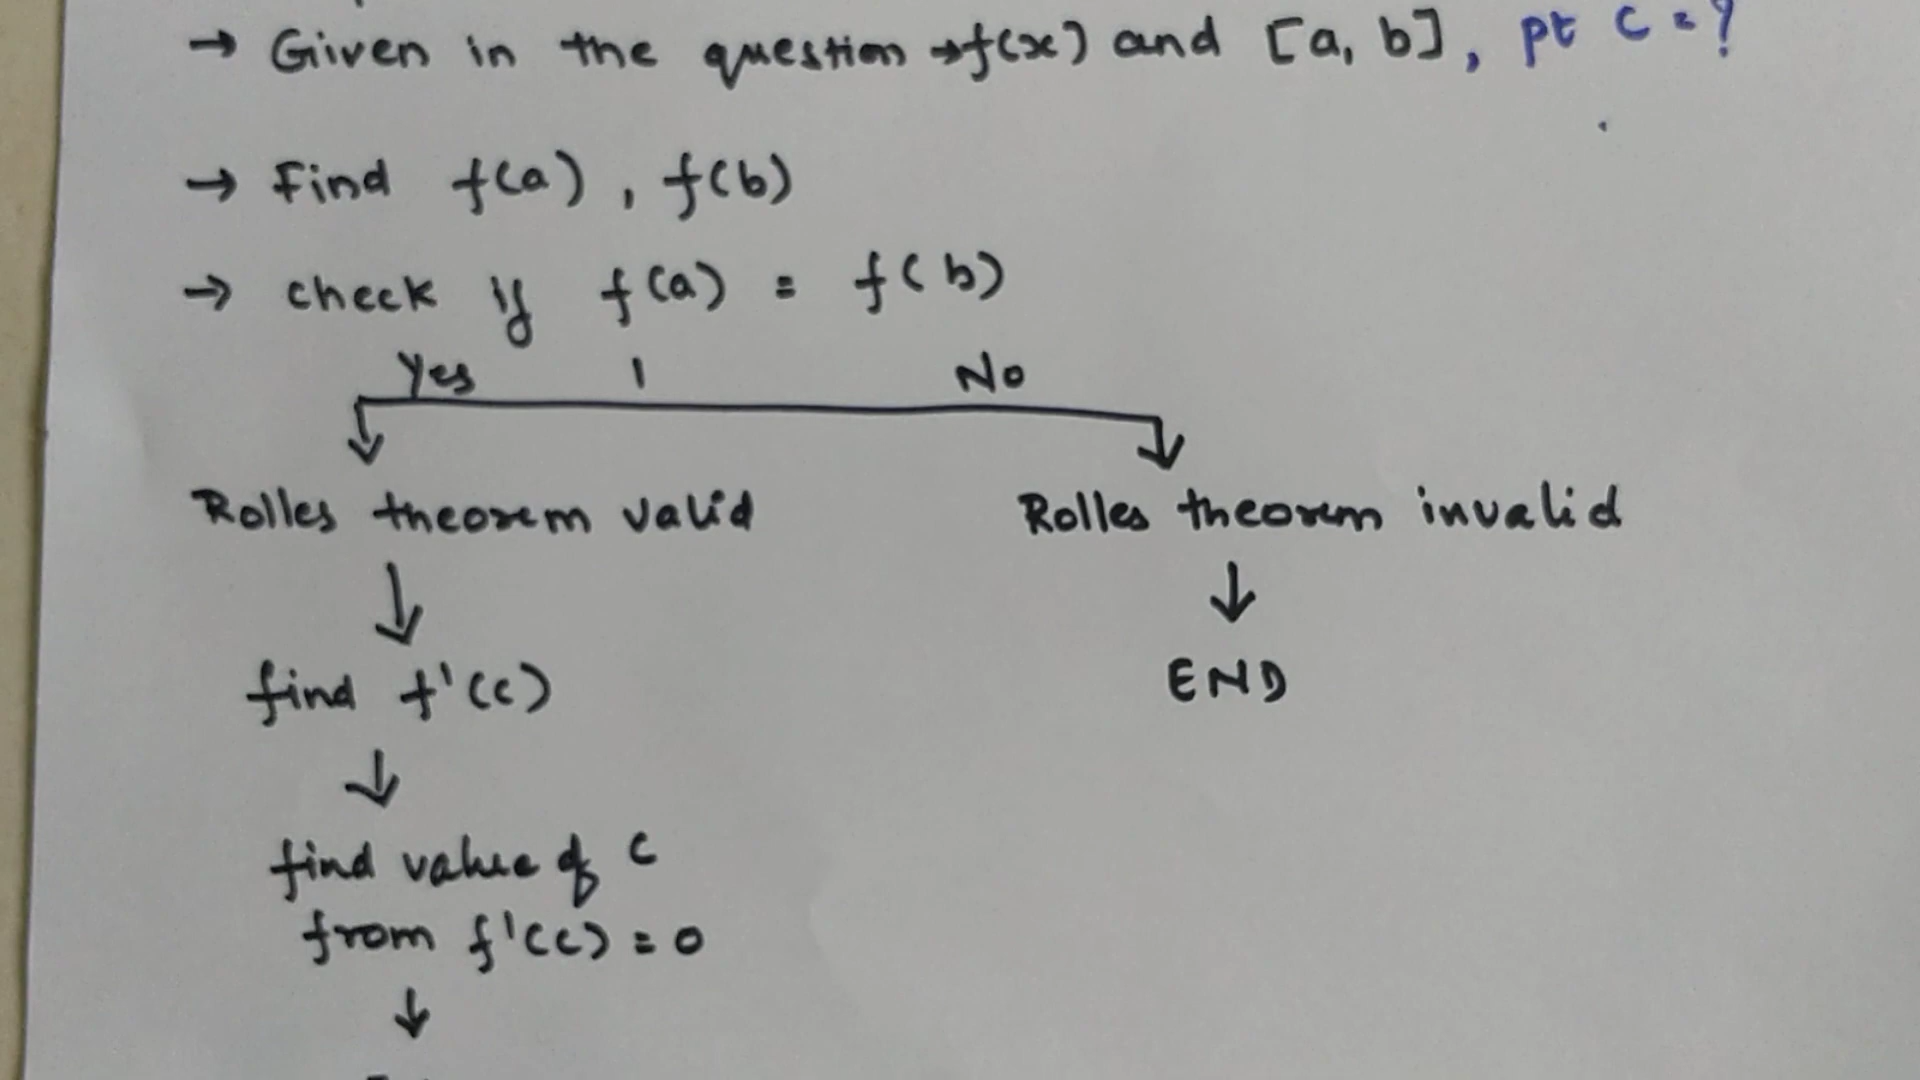 → Given in the question → f(x) and [a, b], pt c = ?
→ Find f(a), f(b)
→ check if f(a) = f(b)
Yes No
Rolles theorem valid Rolles theorem invalid
find f'(c) END
find value of c
from f'(c) = 0